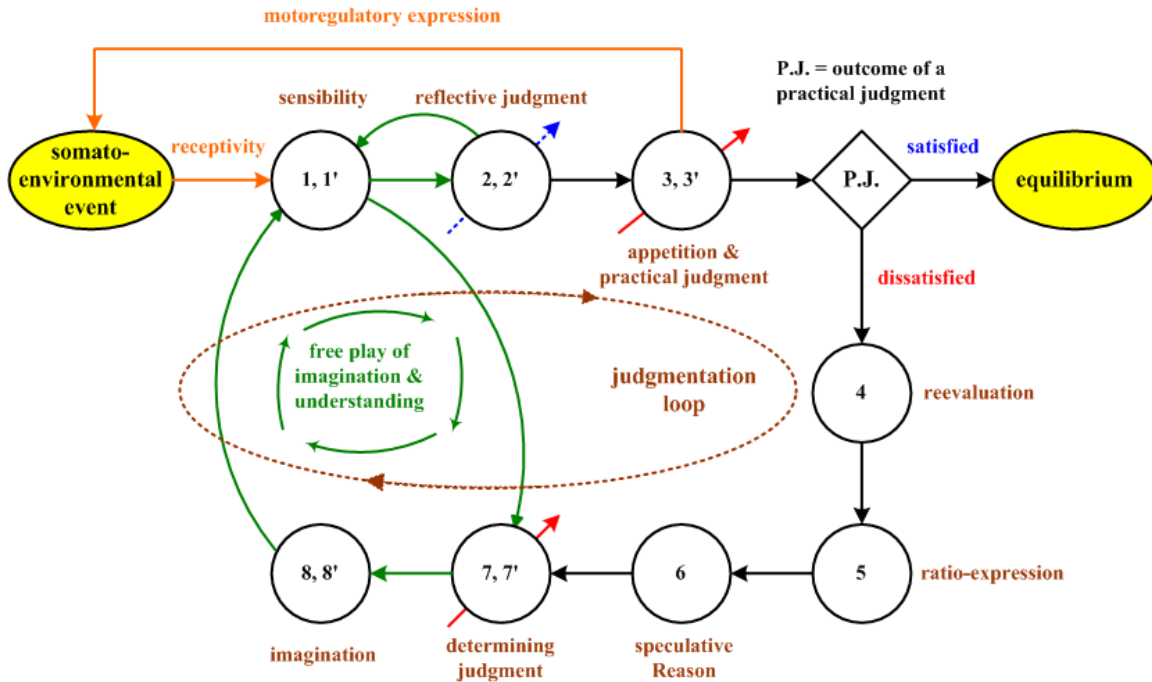 motoregulatory expression
P.J. = outcome of a
practical judgment
sensibility
reflective judgment
somato-
environmental
event
receptivity
1, 1'
2, 2'
3, 3'
P.J.
satisfied
equilibrium
appetition &
practical judgment
dissatisfied
free play of
imagination &
understanding
judgmentation
loop
4
reevaluation
8, 8'
7, 7'
6
5
ratio-expression
imagination
determining
judgment
speculative
Reason